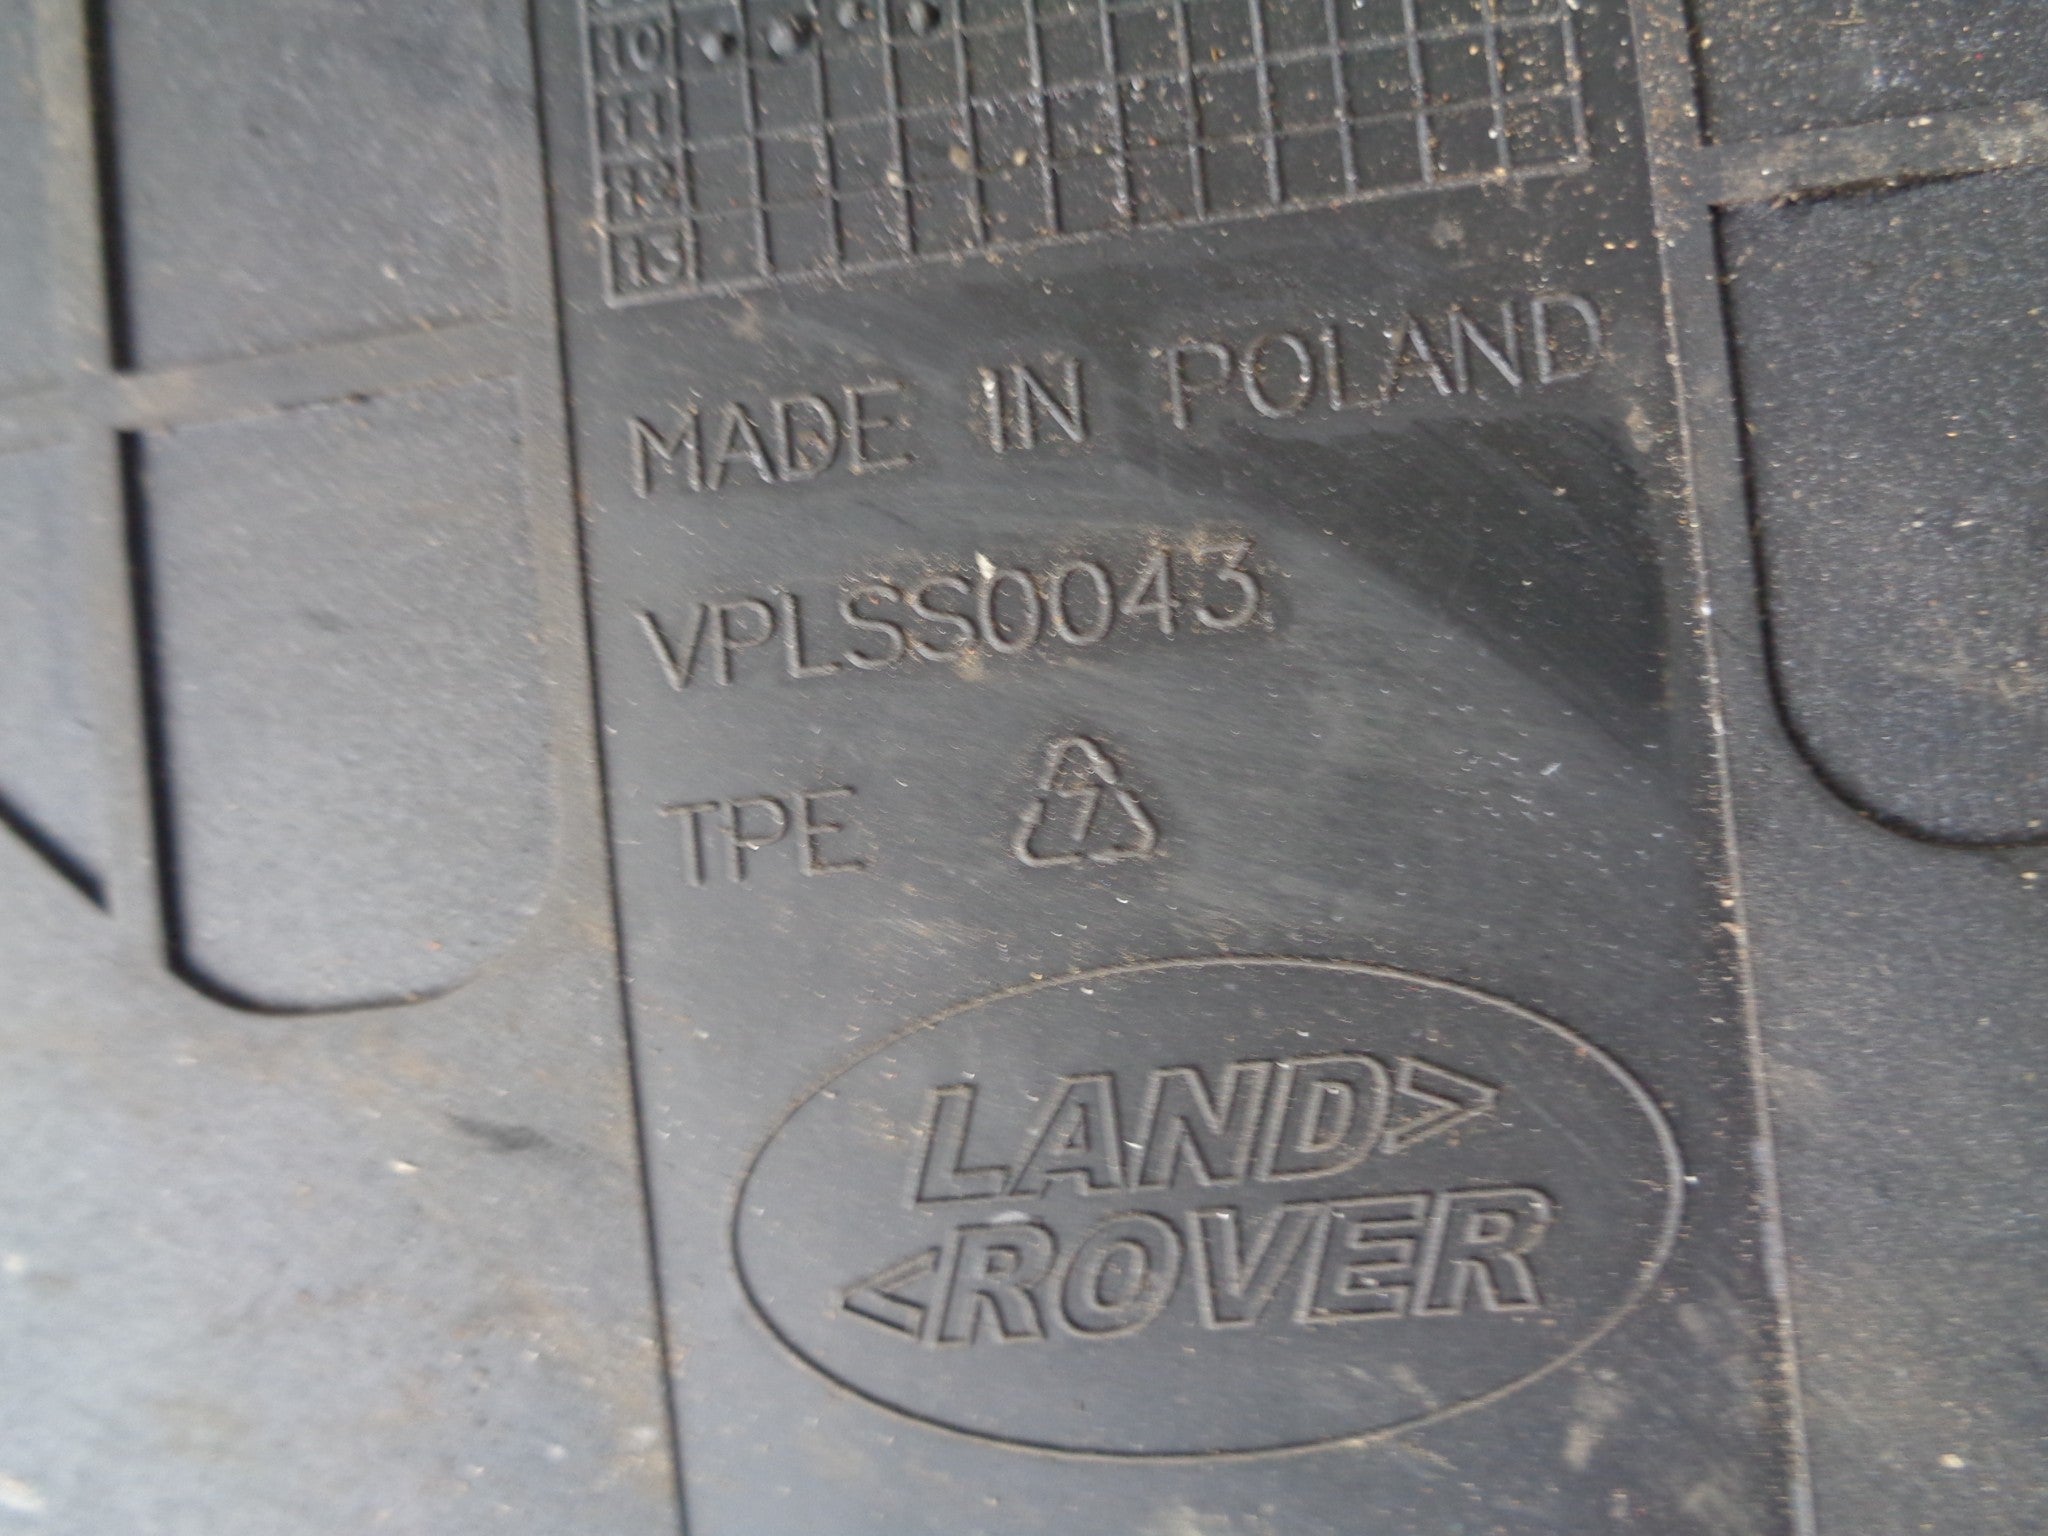 10
11
12
13
MADE IN POLAND
VPLSS0043
TPE 7
LAND>
<ROVER